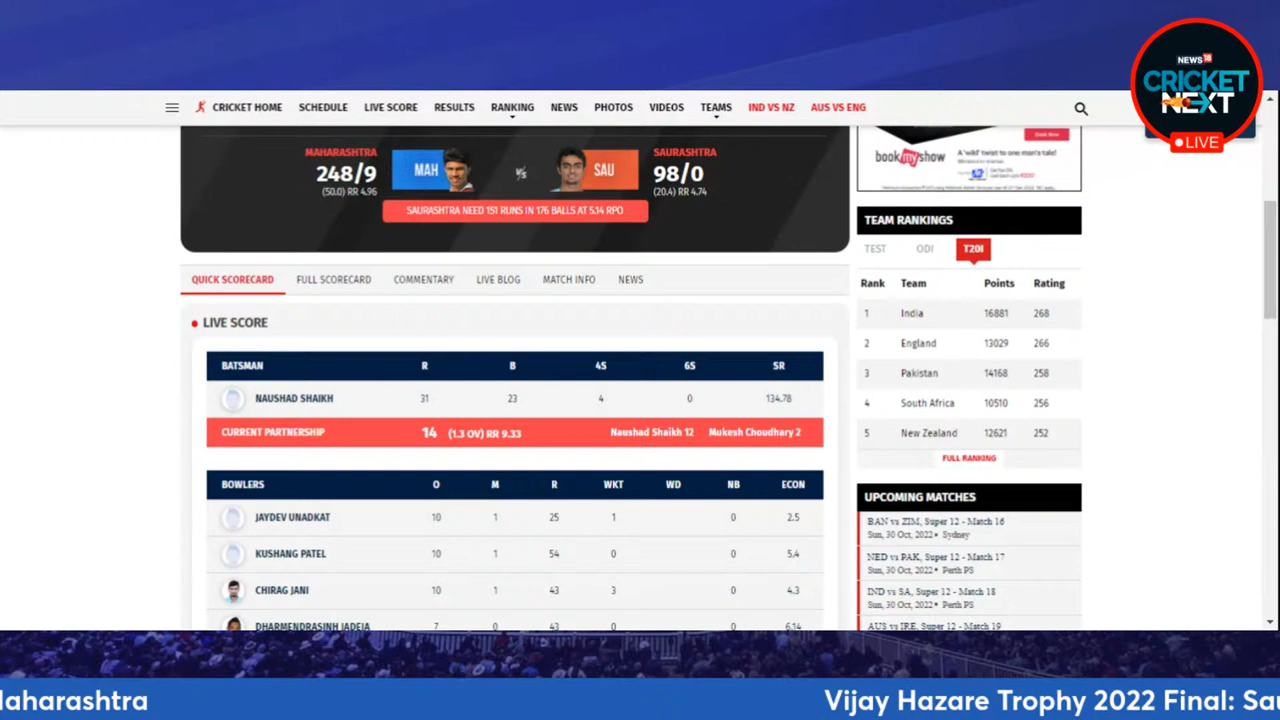 NEWS 18
CRICKET
NEXT
LIVE
CRICKET HOME SCHEDULE LIVE SCORE RESULTS RANKING NEWS PHOTOS VIDEOS TEAMS IND VS NZ AUS VS ENG
MAHARASHTRA
248/9
(50.0) RR 4.96
MAH
V/S
SAU
SAURASHTRA
98/0
(20.4) RR 4.74
SAURASHTRA NEED 151 RUNS IN 176 BALLS AT 5.14 RPO
Book Now
bookmyshow
A 'wild' twist to one man's tale!
TEAM RANKINGS
TEST ODI T20I
Rank Team Points Rating
1 India 16881 268
2 England 13029 266
3 Pakistan 14168 258
4 South Africa 10510 256
5 New Zealand 12621 252
FULL RANKING
QUICK SCORECARD FULL SCORECARD COMMENTARY LIVE BLOG MATCH INFO NEWS
LIVE SCORE
BATSMAN R B 4S 6S SR
NAUSHAD SHAIKH 31 23 4 0 134.78
CURRENT PARTNERSHIP 14 (1.3 OV) RR 9.33 Naushad Shaikh 12 Mukesh Choudhary 2
BOWLERS O M R WKT WD NB ECON
JAYDEV UNADKAT 10 1 25 1 0 2.5
KUSHANG PATEL 10 1 54 0 0 5.4
CHIRAG JANI 10 1 43 3 0 4.3
DHARMENDRASINH JADEJA 7 0 43 0 0 6.14
UPCOMING MATCHES
BAN vs ZIM, Super 12 - Match 16
Sun, 30 Oct, 2022 • Sydney
NED vs PAK, Super 12 - Match 17
Sun, 30 Oct, 2022 • Perth PS
IND vs SA, Super 12 - Match 18
Sun, 30 Oct, 2022 • Perth PS
AUS vs IRE, Super 12 - Match 19
Maharashtra Vijay Hazare Trophy 2022 Final: Sau